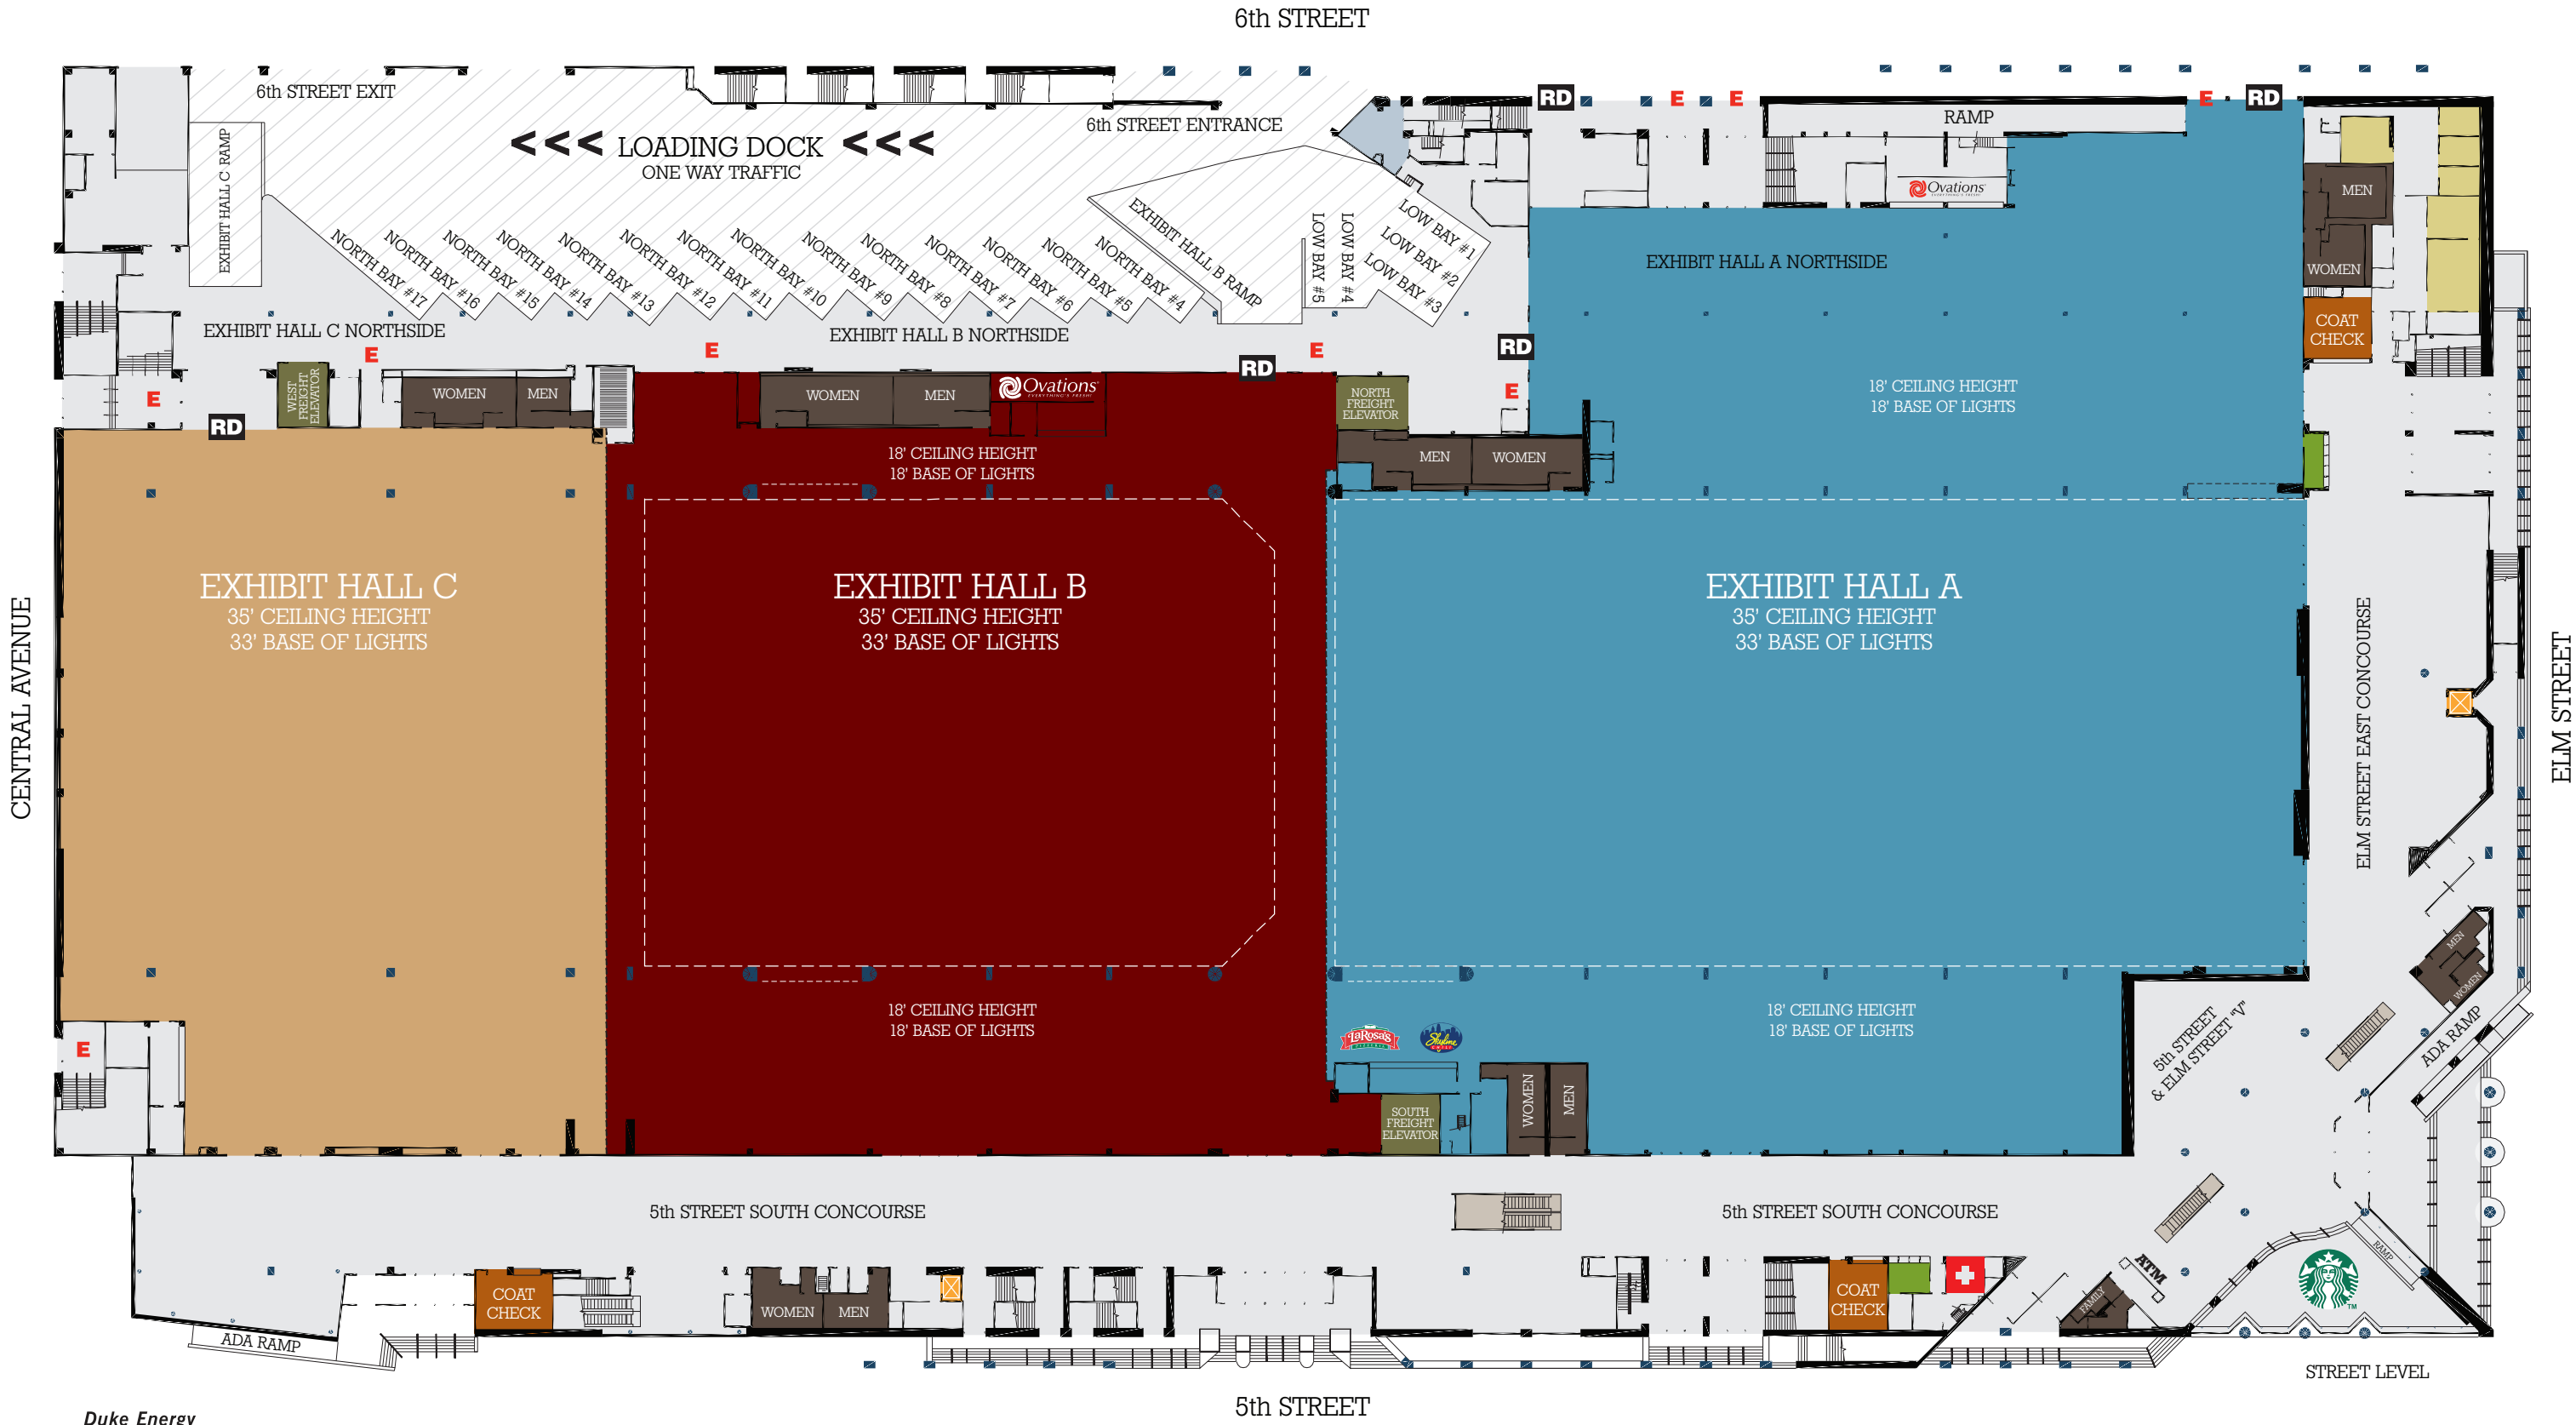 6th STREET
6th STREET EXIT
<<< LOADING DOCK <<<
ONE WAY TRAFFIC
6th STREET ENTRANCE
RD
E
E
E
RD
RAMP
Ovations
EVERYTHING'S FRESH!
EXHIBIT HALL C RAMP
EXHIBIT HALL B RAMP
NORTH BAY #17
NORTH BAY #16
NORTH BAY #15
NORTH BAY #14
NORTH BAY #13
NORTH BAY #12
NORTH BAY #11
NORTH BAY #10
NORTH BAY #9
NORTH BAY #8
NORTH BAY #7
NORTH BAY #6
NORTH BAY #5
NORTH BAY #4
LOW BAY #5
LOW BAY #4
LOW BAY #1
LOW BAY #2
LOW BAY #3
EXHIBIT HALL A NORTHSIDE
MEN
WOMEN
COAT
CHECK
EXHIBIT HALL C NORTHSIDE
EXHIBIT HALL B NORTHSIDE
E
E
E
RD
RD
E
E
RD
WEST
FREIGHT
ELEVATOR
WOMEN
MEN
WOMEN
MEN
Ovations
EVERYTHING'S FRESH!
NORTH
FREIGHT
ELEVATOR
MEN
WOMEN
18' CEILING HEIGHT
18' BASE OF LIGHTS
18' CEILING HEIGHT
18' BASE OF LIGHTS
EXHIBIT HALL C
35' CEILING HEIGHT
33' BASE OF LIGHTS
EXHIBIT HALL B
35' CEILING HEIGHT
33' BASE OF LIGHTS
EXHIBIT HALL A
35' CEILING HEIGHT
33' BASE OF LIGHTS
CENTRAL AVENUE
ELM STREET EAST CONCOURSE
ELM STREET
MEN
WOMEN
ADA RAMP
5th STREET
& ELM STREET "V"
E
18' CEILING HEIGHT
18' BASE OF LIGHTS
LaRosa's
PIZZERIA
Skyline
CHILI
18' CEILING HEIGHT
18' BASE OF LIGHTS
SOUTH
FREIGHT
ELEVATOR
WOMEN
MEN
5th STREET SOUTH CONCOURSE
5th STREET SOUTH CONCOURSE
ADA RAMP
COAT
CHECK
WOMEN
MEN
COAT
CHECK
FAMILY
ATM
RAMP
TM
STREET LEVEL
5th STREET
Duke Energy